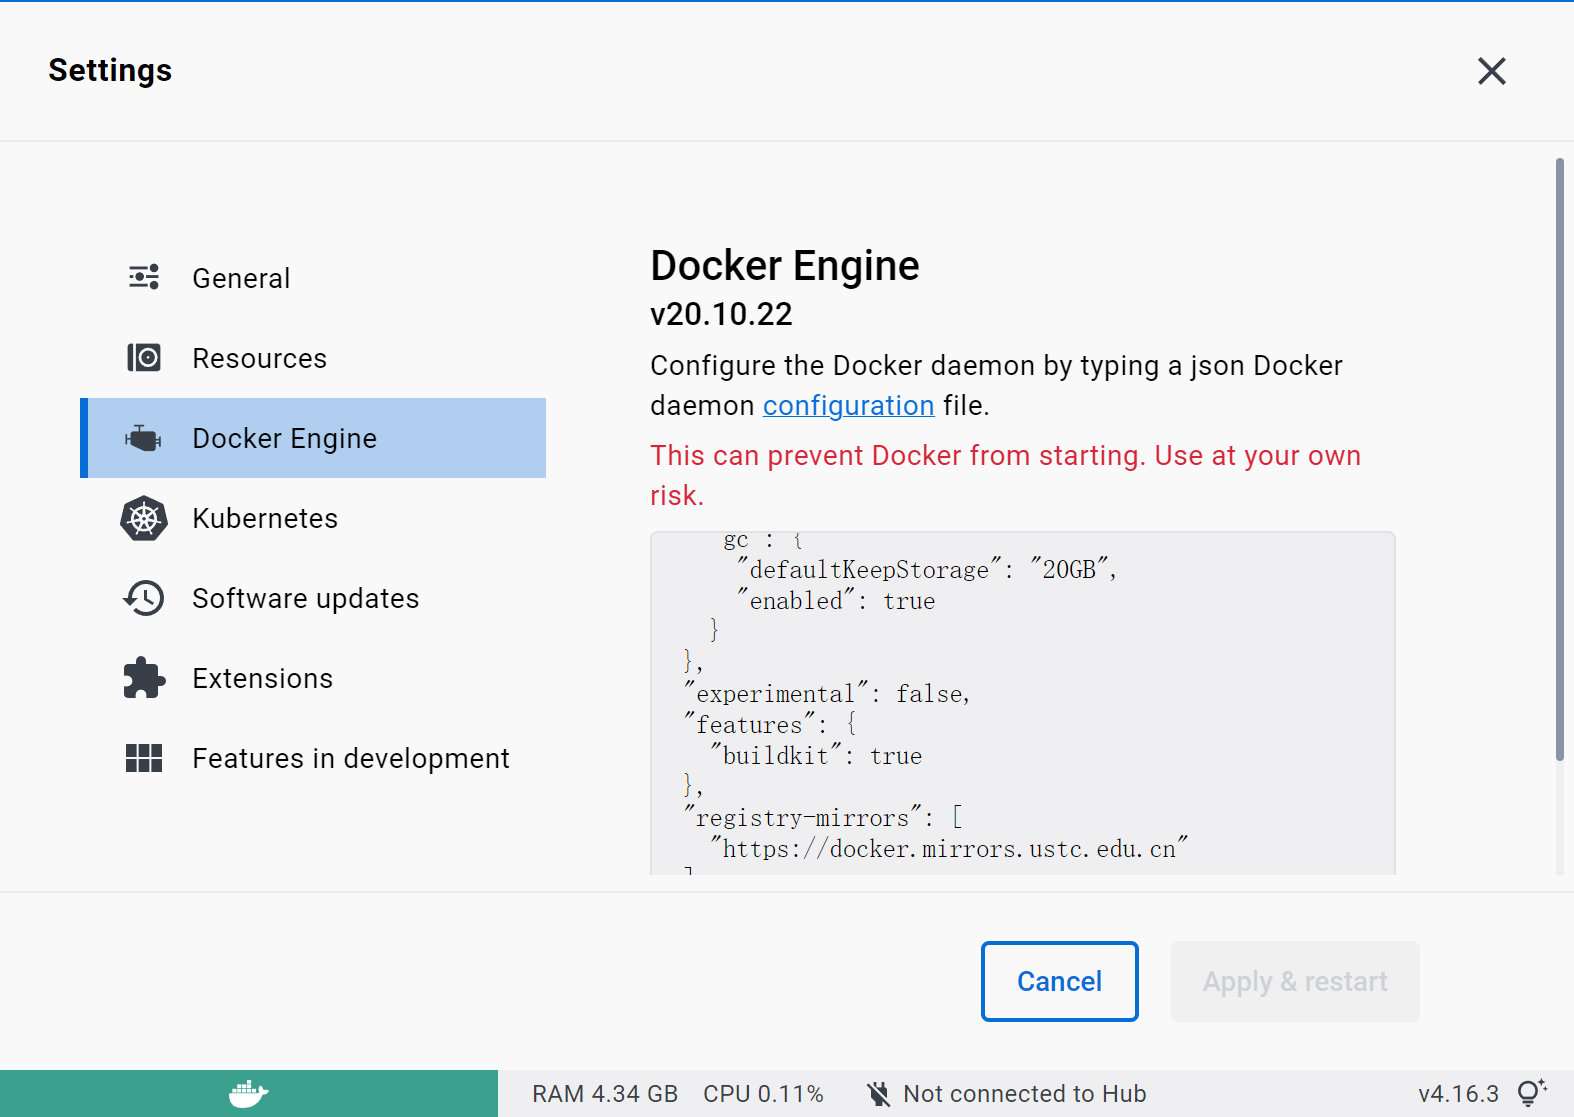 Settings
General
Resources
Docker Engine
Kubernetes
Software updates
Extensions
Features in development
Docker Engine
v20.10.22
Configure the Docker daemon by typing a json Docker
daemon configuration file.
This can prevent Docker from starting. Use at your own
risk.
gc : {
"defaultKeepStorage": "20GB",
"enabled": true
}
},
"experimental": false,
"features": {
"buildkit": true
},
"registry-mirrors": [
"https://docker.mirrors.ustc.edu.cn"
]
Cancel
Apply & restart
RAM 4.34 GB CPU 0.11% Not connected to Hub v4.16.3